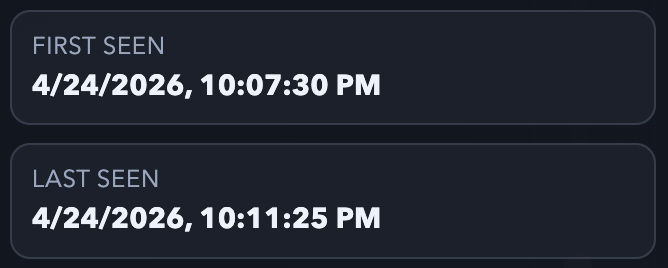 FIRST SEEN
4/24/2026, 10:07:30 PM
LAST SEEN
4/24/2026, 10:11:25 PM